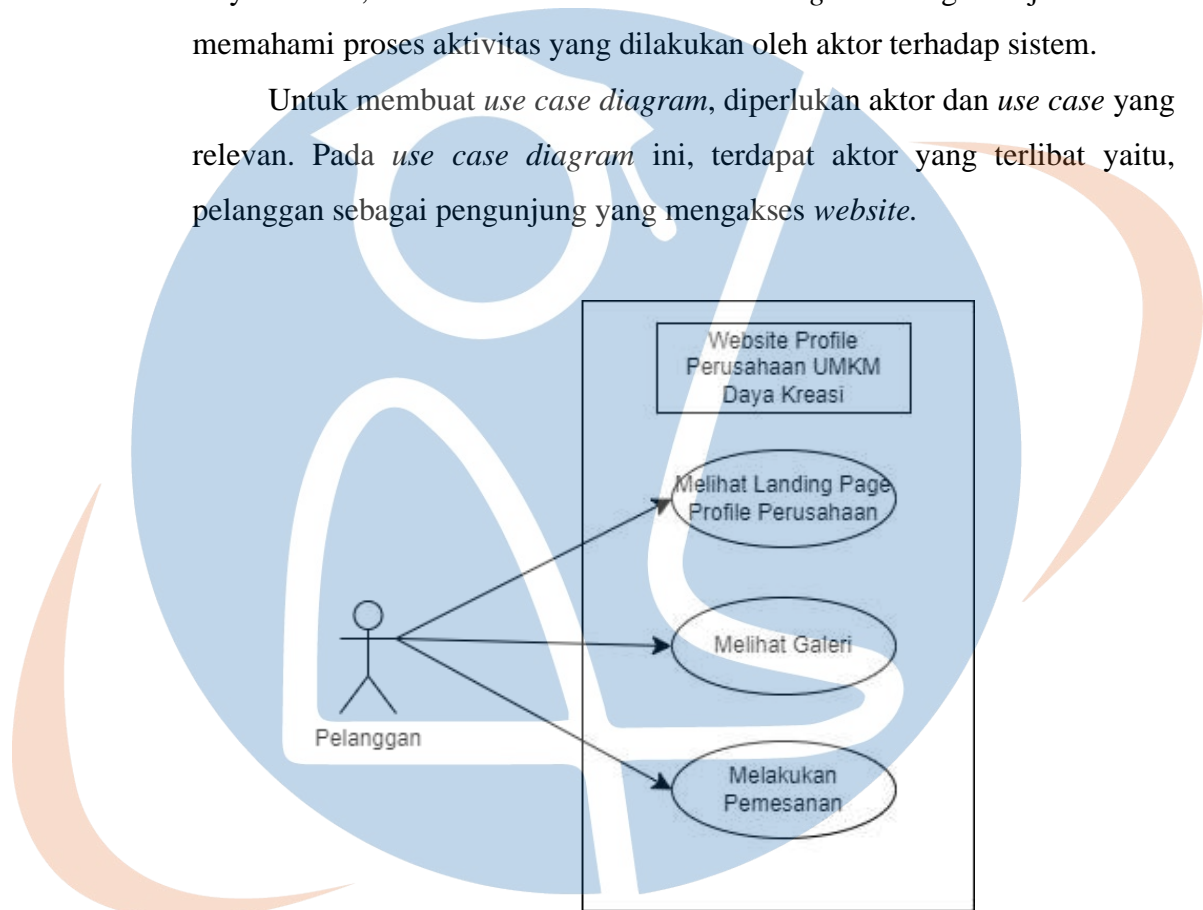 memahami proses aktivitas yang dilakukan oleh aktor terhadap sistem.
Untuk membuat use case diagram, diperlukan aktor dan use case yang
relevan. Pada use case diagram ini, terdapat aktor yang terlibat yaitu,
pelanggan sebagai pengunjung yang mengakses website.
Website Profile
Perusahaan UMKM
Daya Kreasi
Melihat Landing Page
Profile Perusahaan
Melihat Galeri
Pelanggan
Melakukan
Pemesanan